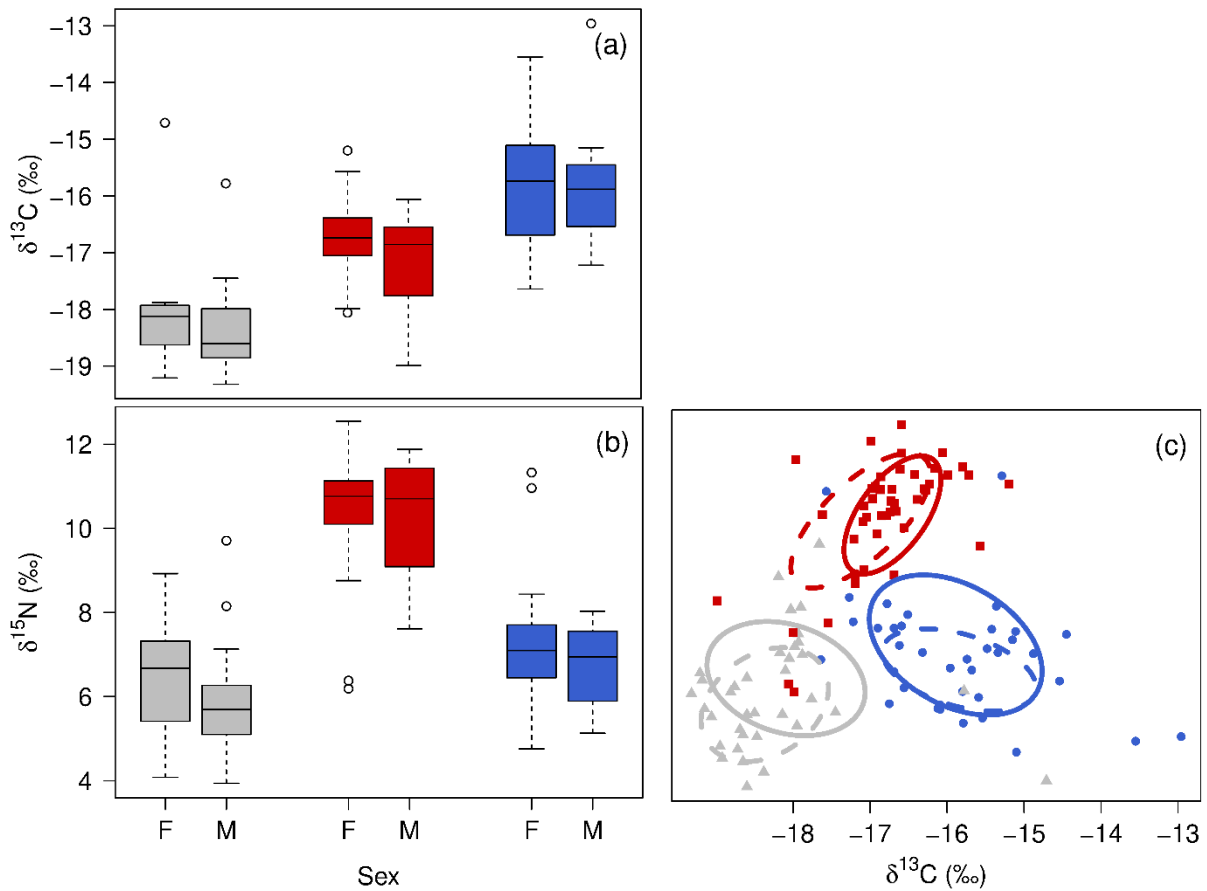 (a)
δ¹³C (‰)
−13
−14
−15
−16
−17
−18
−19
(b)
δ¹⁵N (‰)
12
10
8
6
4
F M F M F M
Sex
(c)
−18 −17 −16 −15 −14 −13
δ¹³C (‰)